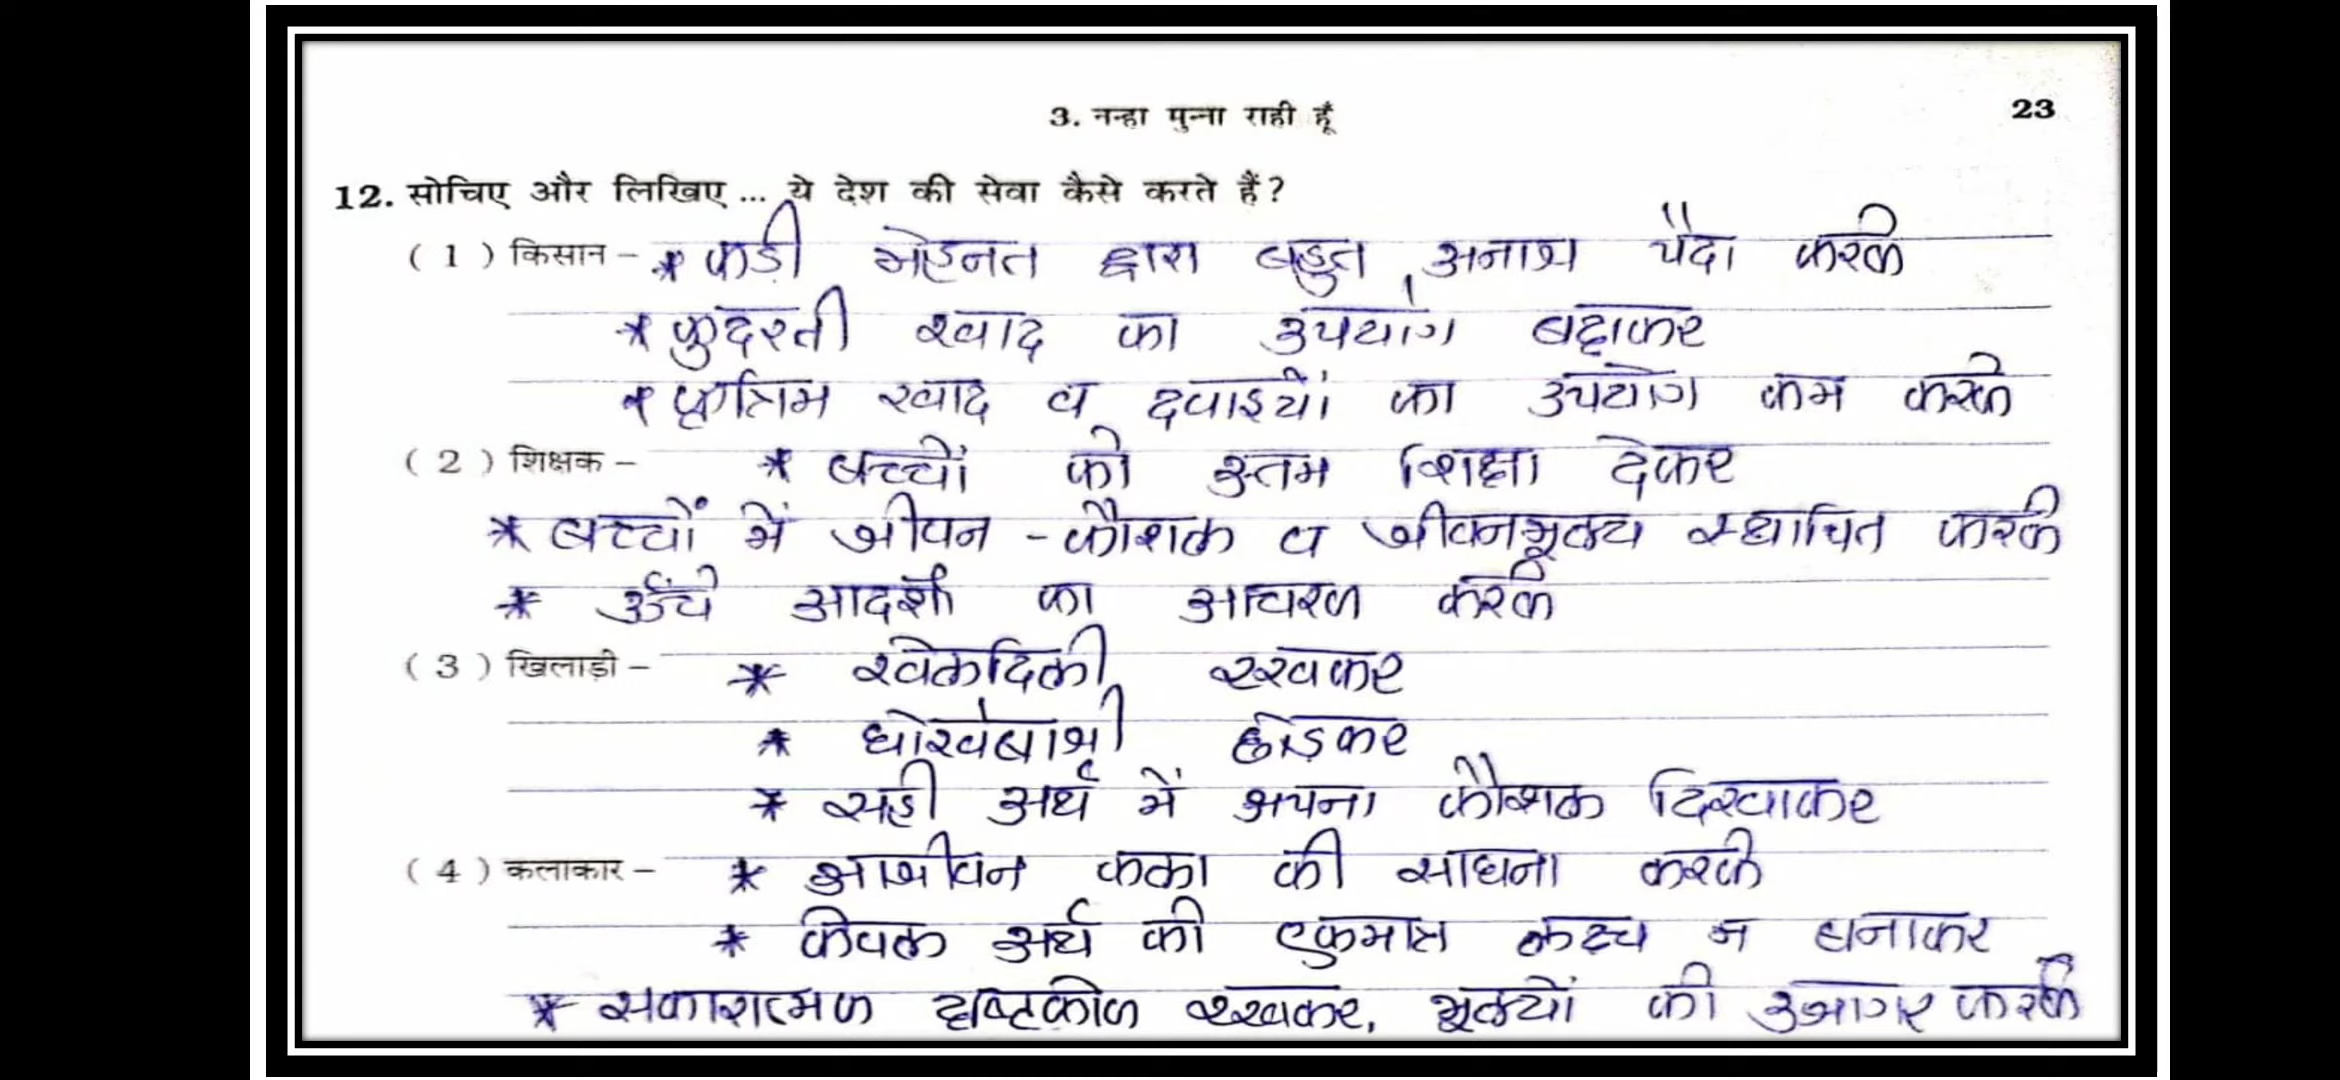 3. नन्हा मुन्ना राही हूँ 23
12. सोचिए और लिखिए ... ये देश की सेवा कैसे करते हैं?
( 1 ) किसान – * कड़ी मेहनत द्वारा बहुत अनाज पैदा करके
* कुदरती खाद का उपयोग बढ़ाकर
* कृत्रिम खाद व दवाइयों का उपयोग कम करके
( 2 ) शिक्षक – * बच्चों को उत्तम शिक्षा देकर
* बच्चों में जीवन - कौशल व जीवनमूल्य स्थापित करके
* ऊँचे आदर्शो का आचरण करके
( 3 ) खिलाड़ी – * खेलदिली रखकर
* धोखेबाजी छोड़कर
* सही अर्थ में अपना कौशल दिखाकर
( 4 ) कलाकार – * आजीवन कला की साधना करके
* केवल अर्थ को एकमात्र लक्ष्य न बनाकर
* सकारात्मक दृष्टिकोण रखकर, मूल्यों को उजागर करके